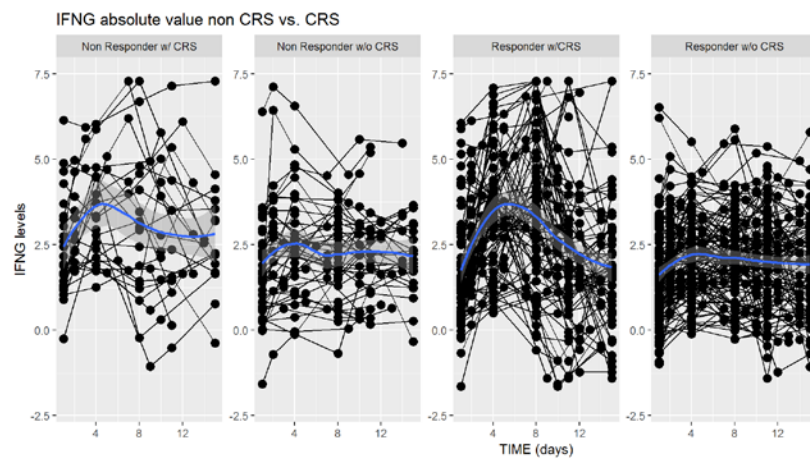 IFNG absolute value non CRS vs. CRS
Non Responder w/ CRS
Non Responder w/o CRS
Responder w/CRS
Responder w/o CRS
7.5
7.5
7.5
7.5
5.0
5.0
5.0
5.0
IFNG levels
2.5
2.5
2.5
2.5
0.0
0.0
0.0
0.0
-2.5
-2.5
-2.5
-2.5
4 8 12
4 8 12
4 8 12
4 8 12
TIME (days)